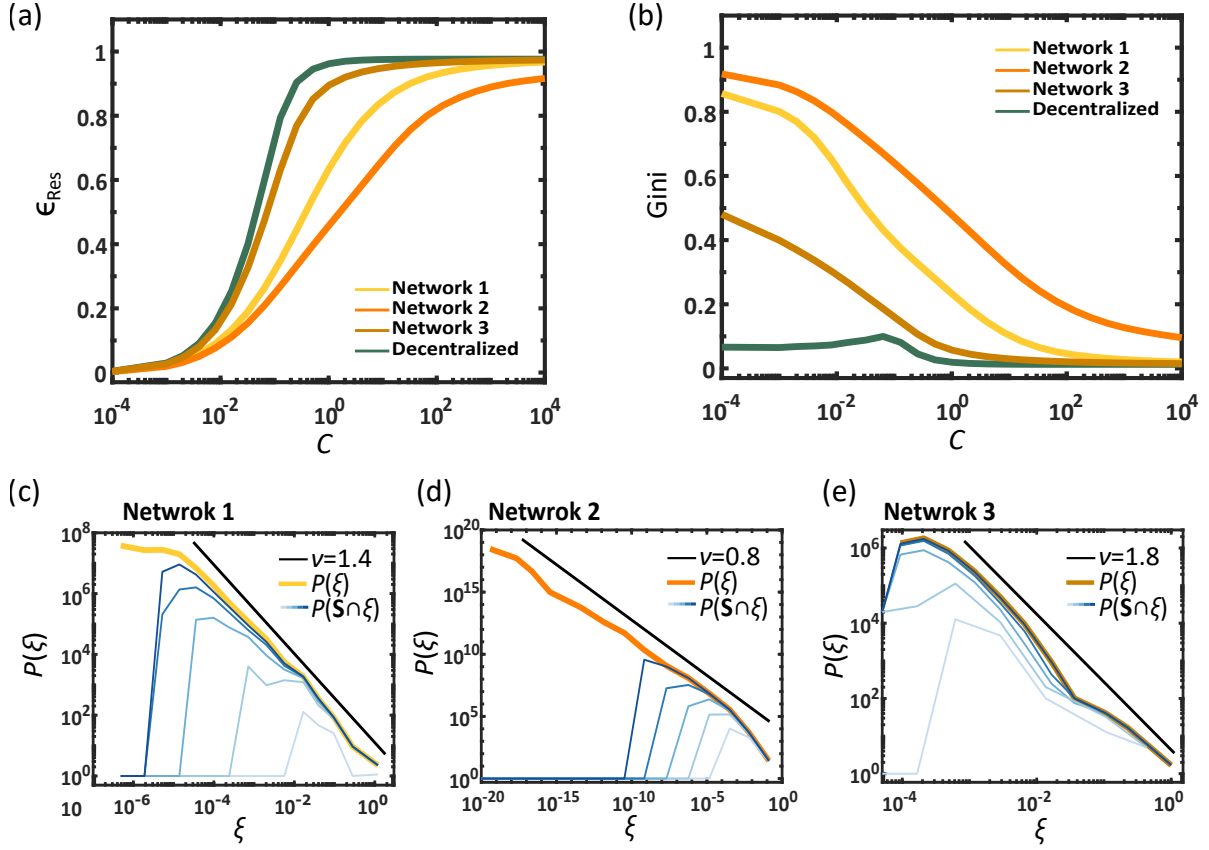 (a)
1
0.8
0.6
0.4
0.2
0
ϵRes
10⁻⁴ 10⁻² 10⁰ 10² 10⁴
C
Network 1
Network 2
Network 3
Decentralized
(b)
1
0.8
0.6
0.4
0.2
0
Gini
10⁻⁴ 10⁻² 10⁰ 10² 10⁴
C
Network 1
Network 2
Network 3
Decentralized
(c)
Netwrok 1
10⁸
10⁶
10⁴
10²
10⁰
10
P(ξ)
10⁻⁶ 10⁻⁴ 10⁻² 10⁰
ξ
ν=1.4
P(ξ)
P(S∩ξ)
(d)
Netwrok 2
10²⁰
10¹⁵
10¹⁰
10⁵
10⁰
P(ξ)
10⁻²⁰ 10⁻¹⁵ 10⁻¹⁰ 10⁻⁵ 10⁰
ξ
ν=0.8
P(ξ)
P(S∩ξ)
(e)
Netwrok 3
10⁶
10⁴
10²
10⁰
P(ξ)
10⁻⁴ 10⁻² 10⁰
ξ
ν=1.8
P(ξ)
P(S∩ξ)